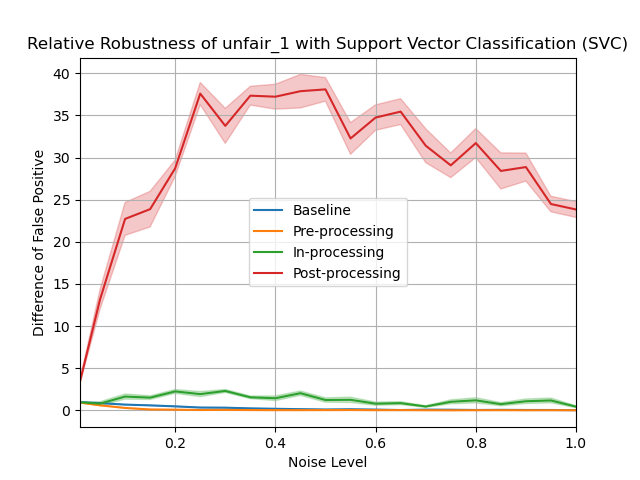 Relative Robustness of unfair_1 with Support Vector Classification (SVC)
Difference of False Positive
40
35
30
25
20
15
10
5
0
Baseline
Pre-processing
In-processing
Post-processing
0.2 0.4 0.6 0.8 1.0
Noise Level